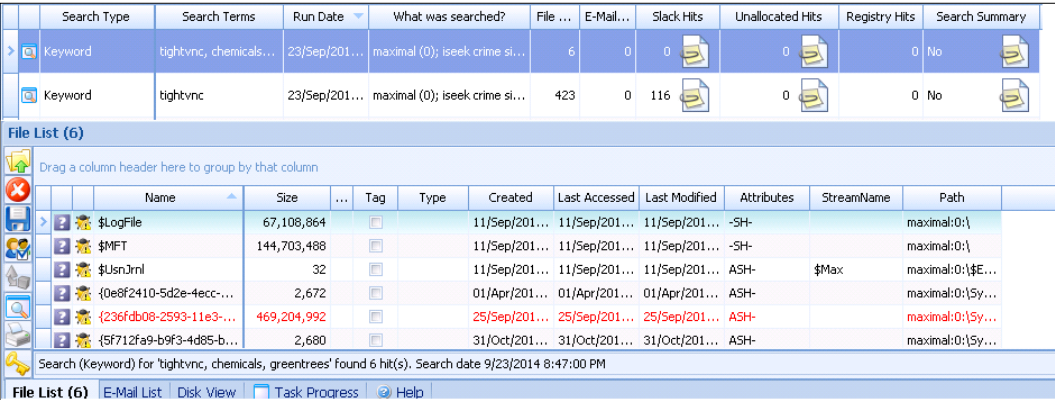 Search Type Search Terms Run Date What was searched? File ... E-Mail... Slack Hits Unallocated Hits Registry Hits Search Summary
Keyword tightvnc, chemicals... 23/Sep/201... maximal (0); iseek crime si... 6 0 0 0 0 No
Keyword tightvnc 23/Sep/201... maximal (0); iseek crime si... 423 0 116 0 0 No
File List (6)
Drag a column header here to group by that column
Name Size ... Tag Type Created Last Accessed Last Modified Attributes StreamName Path
$LogFile 67,108,864 11/Sep/201... 11/Sep/201... 11/Sep/201... -SH- maximal:0:\
$MFT 144,703,488 11/Sep/201... 11/Sep/201... 11/Sep/201... -SH- maximal:0:\
$UsnJrnl 32 11/Sep/201... 11/Sep/201... 11/Sep/201... ASH- $Max maximal:0:\$E...
{0e8f2410-5d2e-4ecc-... 2,672 01/Apr/201... 01/Apr/201... 01/Apr/201... ASH- maximal:0:\Sy...
{236fdb08-2593-11e3-... 469,204,992 25/Sep/201... 25/Sep/201... 25/Sep/201... ASH- maximal:0:\Sy...
{5f712fa9-b9f3-4d85-b... 2,680 31/Oct/201... 31/Oct/201... 31/Oct/201... ASH- maximal:0:\Sy...
Search (Keyword) for 'tightvnc, chemicals, greentrees' found 6 hit(s). Search date 9/23/2014 8:47:00 PM
File List (6) E-Mail List Disk View Task Progress Help